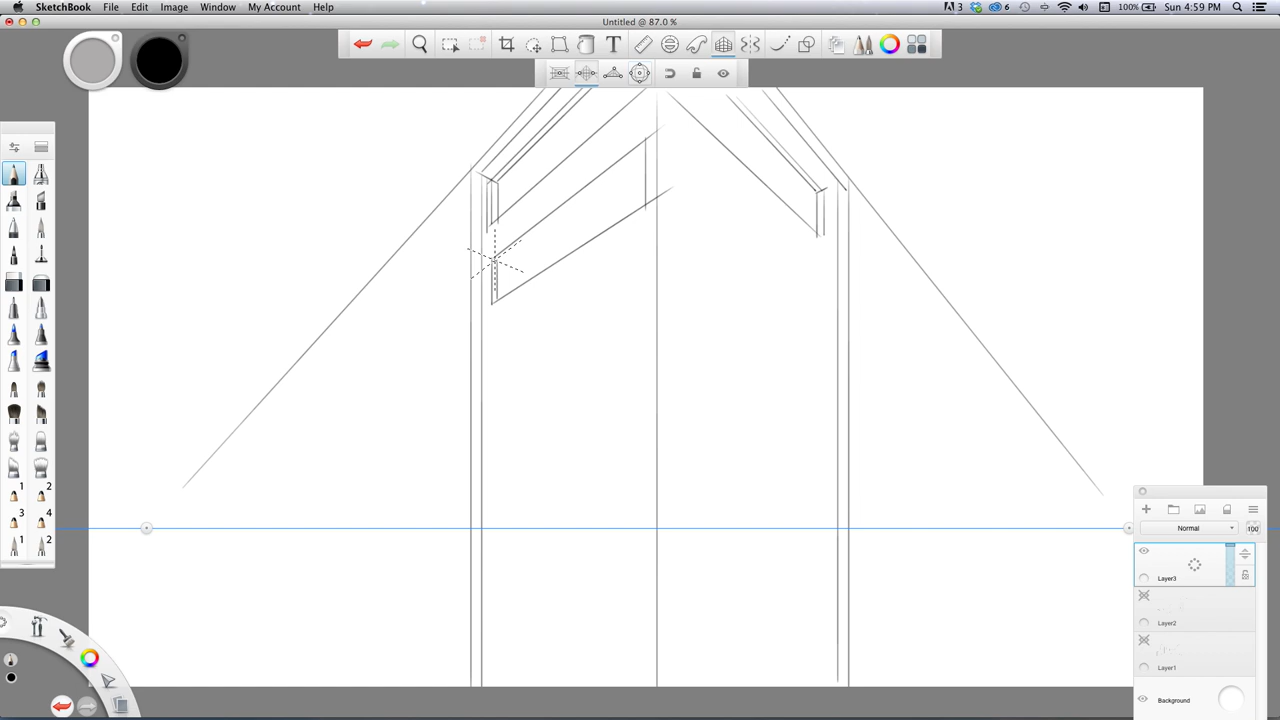 SketchBook File Edit Image Window My Account Help 3 6 100% Sun 4:59 PM
Untitled @ 87.0 %
T
Normal 100
Layer3
Layer2
Layer1
Background
1 2
3 4
1 2